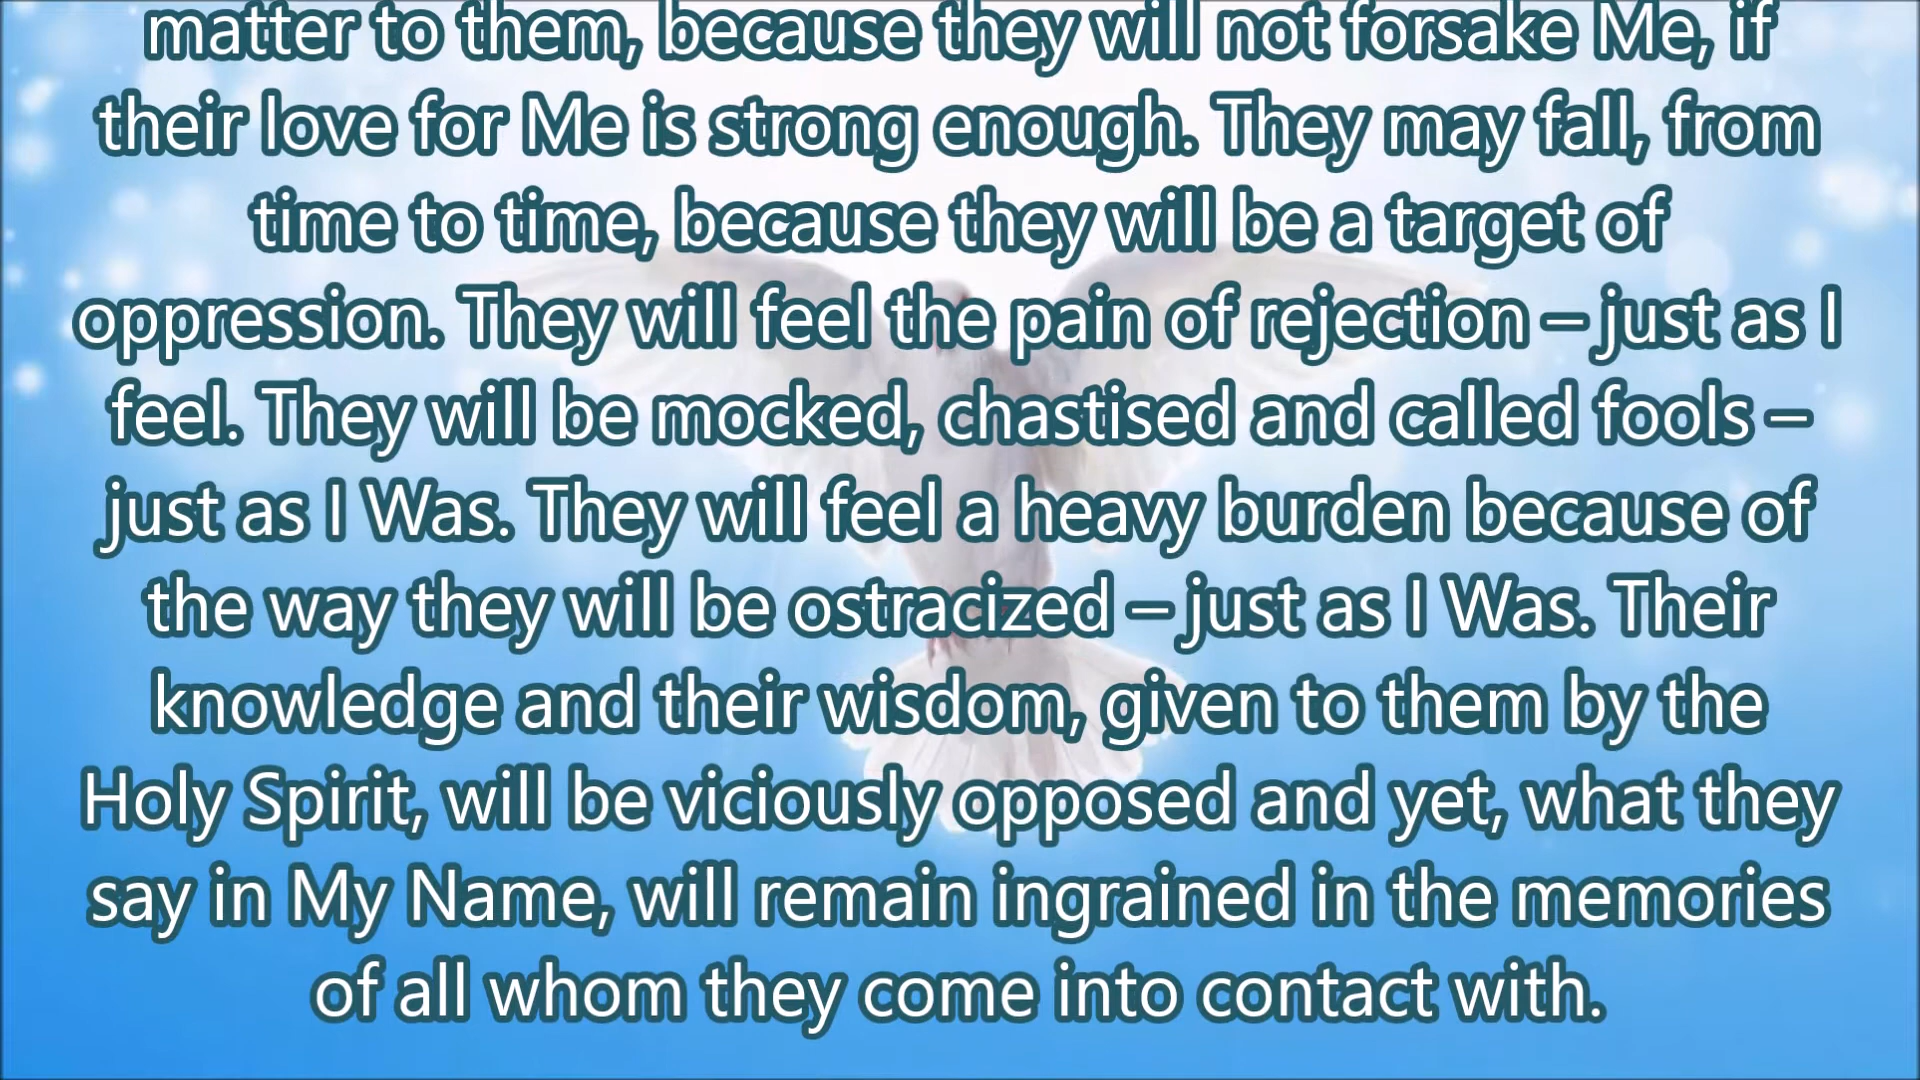 matter to them, because they will not forsake Me, if
their love for Me is strong enough. They may fall, from
time to time, because they will be a target of
oppression. They will feel the pain of rejection – just as I
feel. They will be mocked, chastised and called fools –
just as I Was. They will feel a heavy burden because of
the way they will be ostracized – just as I Was. Their
knowledge and their wisdom, given to them by the
Holy Spirit, will be viciously opposed and yet, what they
say in My Name, will remain ingrained in the memories
of all whom they come into contact with.